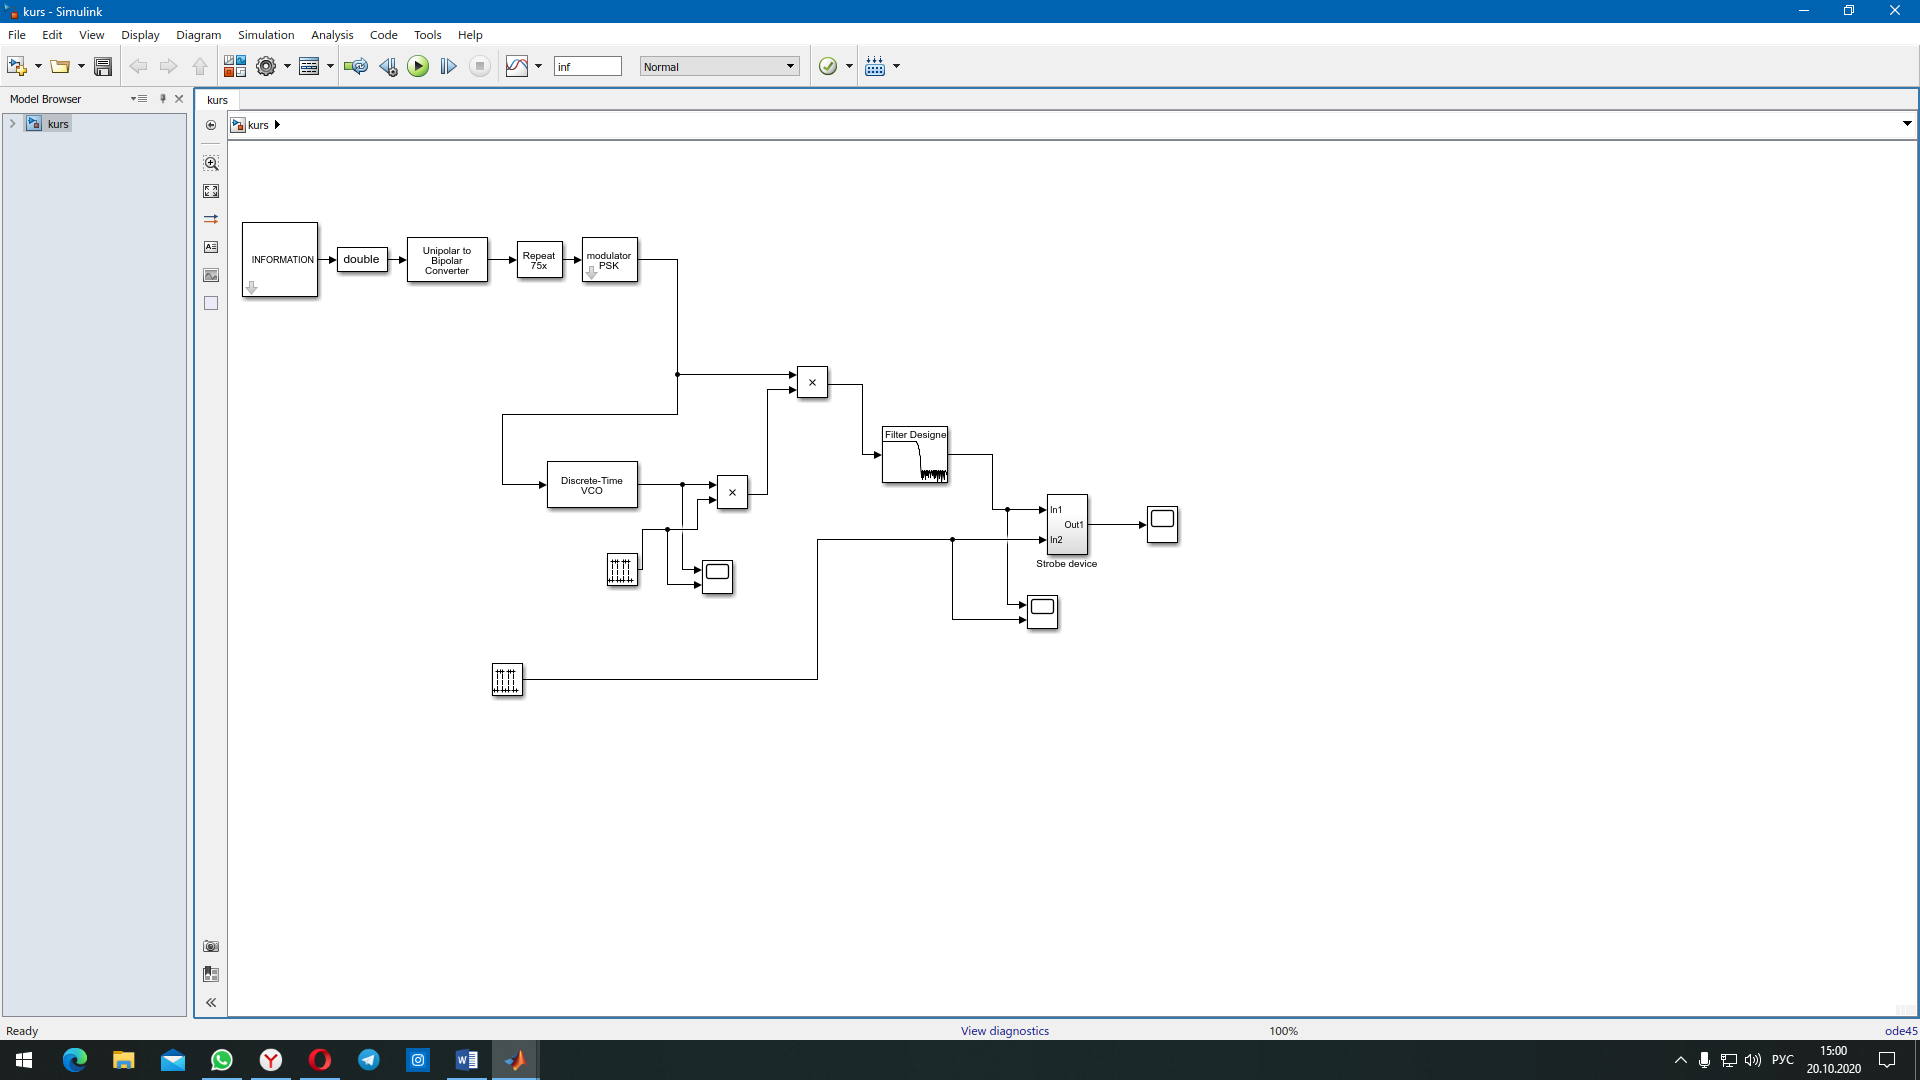 kurs - Simulink
File Edit View Display Diagram Simulation Analysis Code Tools Help
inf Normal
Model Browser
kurs
kurs
kurs
INFORMATION
double
Unipolar to
Bipolar
Converter
Repeat
75x
modulator
PSK
×
Filter Designe
Discrete-Time
VCO
×
In1
Out1
In2
Strobe device
Ready
View diagnostics
100%
ode45
РУС
15:00
20.10.2020